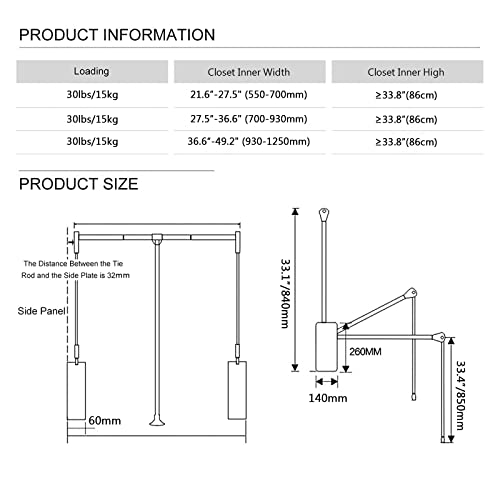 PRODUCT INFORMATION
Loading Closet Inner Width Closet Inner High
30lbs/15kg 21.6"-27.5" (550-700mm) ≥33.8"(86cm)
30lbs/15kg 27.5"-36.6" (700-930mm) ≥33.8"(86cm)
30lbs/15kg 36.6"-49.2" (930-1250mm) ≥33.8"(86cm)
PRODUCT SIZE
The Distance Between the Tie
Rod and the Side Plate is 32mm
Side Panel
60mm
33.1"/840mm
260MM
140mm
33.4"/850mm